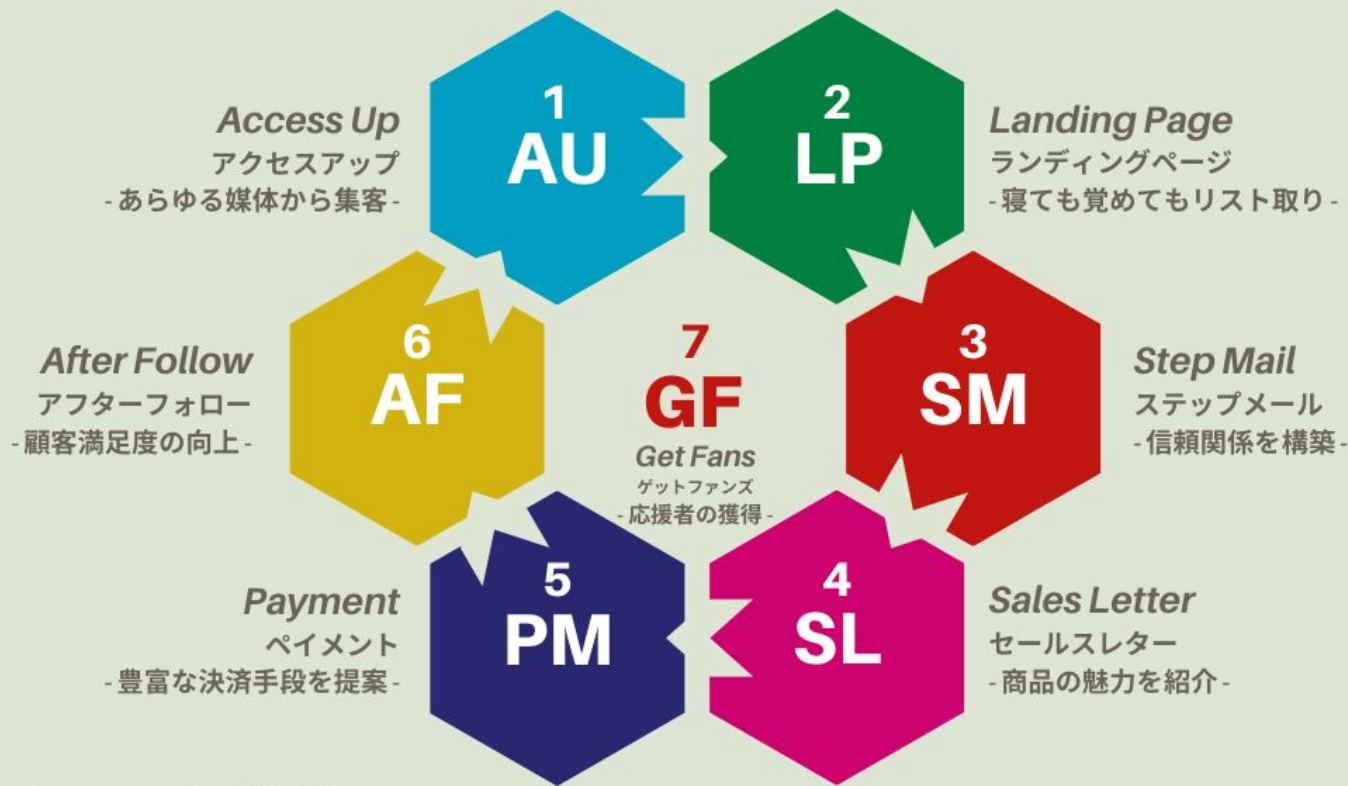 1
AU
Access Up
アクセスアップ
-あらゆる媒体から集客-
2
LP
Landing Page
ランディングページ
-寝ても覚めてもリスト取り-
3
SM
Step Mail
ステップメール
-信頼関係を構築-
4
SL
Sales Letter
セールスレター
-商品の魅力を紹介-
5
PM
Payment
ペイメント
-豊富な決済手段を提案-
6
AF
After Follow
アフターフォロー
-顧客満足度の向上-
7
GF
Get Fans
ゲットファンズ
-応援者の獲得-